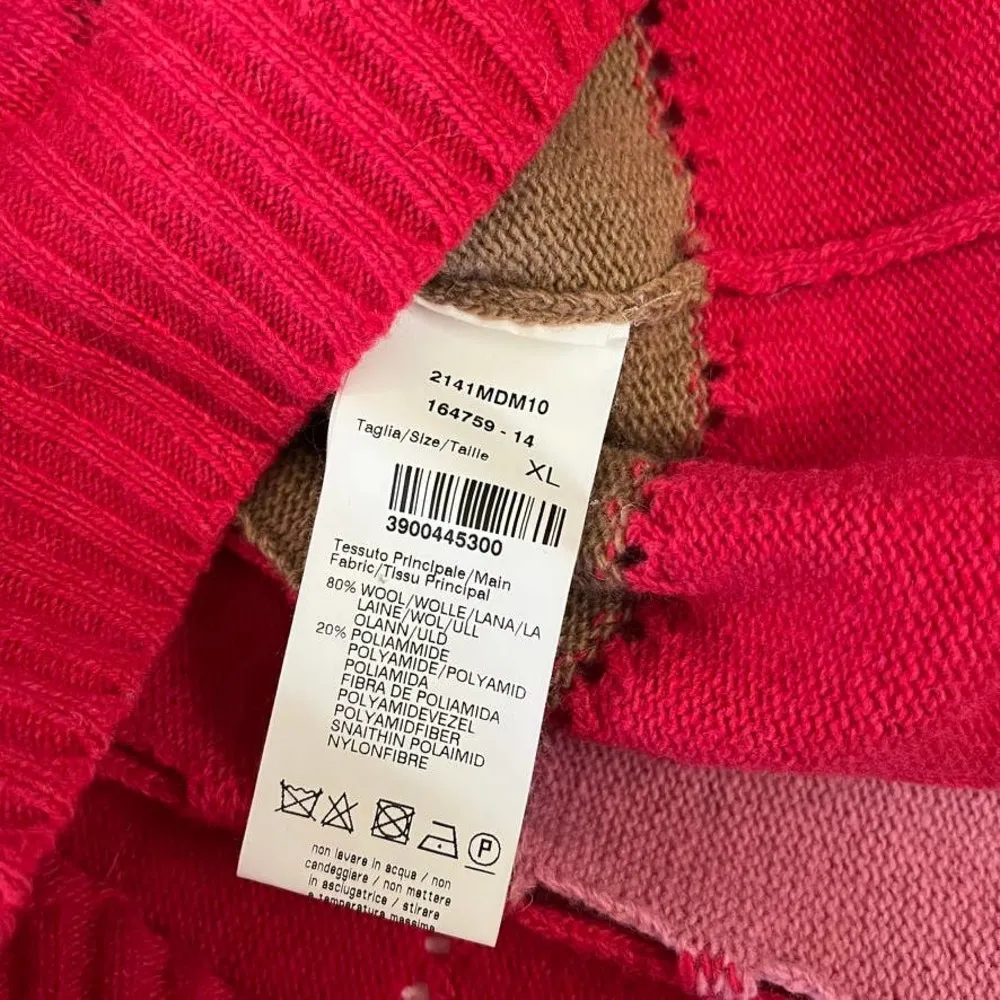 2141MDM10
164759 - 14
Taglia/Size/Taille
XL
3900445300
Tessuto Principale/Main
Fabric/Tissu Principal
80% WOOL/WOLLE/LANA/LA
LAINE/WOL/ULL
OLANN/ULD
20% POLIAMMIDE
POLYAMIDE/POLYAMID
POLIAMIDA
FIBRA DE POLIAMIDA
POLYAMIDEVEZEL
POLYAMIDFIBER
SNAITHIN POLAIMID
NYLONFIBRE
P
non lavare in acqua / non
candeggiare / non mettere
in asciugatrice / stirare
a temperatura massima